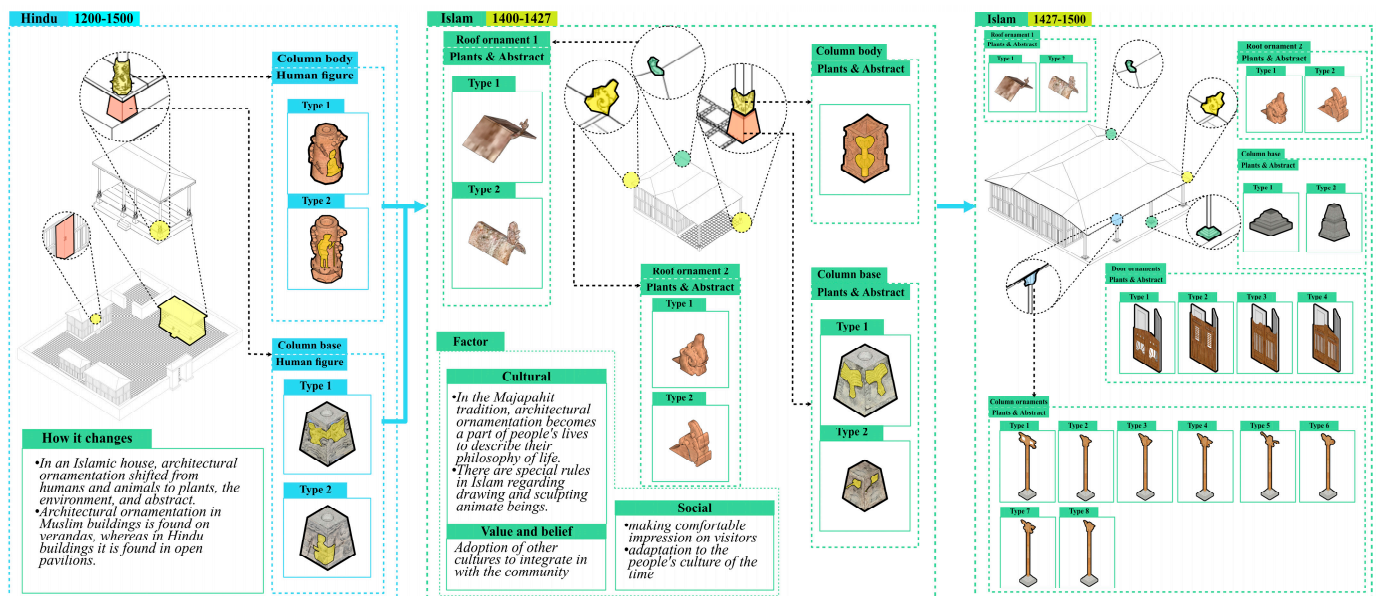 Hindu 1200-1500
Column body
Human figure
Type 1
Type 2
Column base
Human figure
Type 1
Type 2
How it changes
•In an Islamic house, architectural
ornamentation shifted from
humans and animals to plants, the
environment, and abstract.
•Architectural ornamentation in
Muslim buildings is found on
verandas, whereas in Hindu
buildings it is found in open
pavilions.
Islam 1400-1427
Roof ornament 1
Plants & Abstract
Type 1
Type 2
Column body
Plants & Abstract
Roof ornament 2
Plants & Abstract
Type 1
Type 2
Column base
Plants & Abstract
Type 1
Type 2
Factor
Cultural
•In the Majapahit
tradition, architectural
ornamentation becomes
a part of people's lives
to describe their
philosophy of life.
•There are special rules
in Islam regarding
drawing and sculpting
animate beings.
Value and belief
Adoption of other
cultures to integrate in
with the community
Social
•making comfortable
impression on visitors
•adaptation to the
people's culture of the
time
Islam 1427-1500
Roof ornament 1
Plants & Abstract
Type 1
Type 2
Roof ornament 2
Plants & Abstract
Type 1
Type 2
Column base
Plants & Abstract
Type 1
Type 2
Door ornaments
Plants & Abstract
Type 1
Type 2
Type 3
Type 4
Column ornaments
Plants & Abstract
Type 1
Type 2
Type 3
Type 4
Type 5
Type 6
Type 7
Type 8